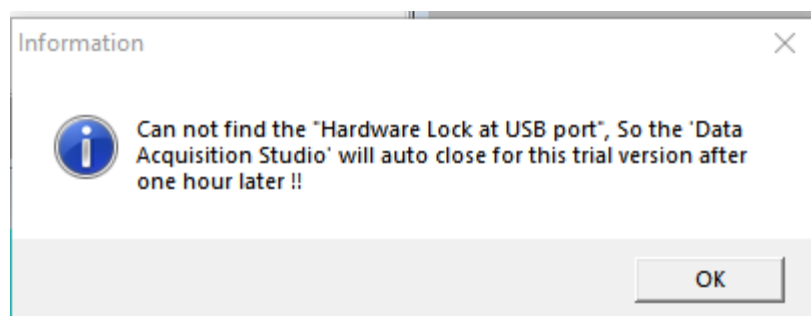 Information
Can not find the "Hardware Lock at USB port", So the 'Data
Acquisition Studio' will auto close for this trial version after
one hour later !!
OK